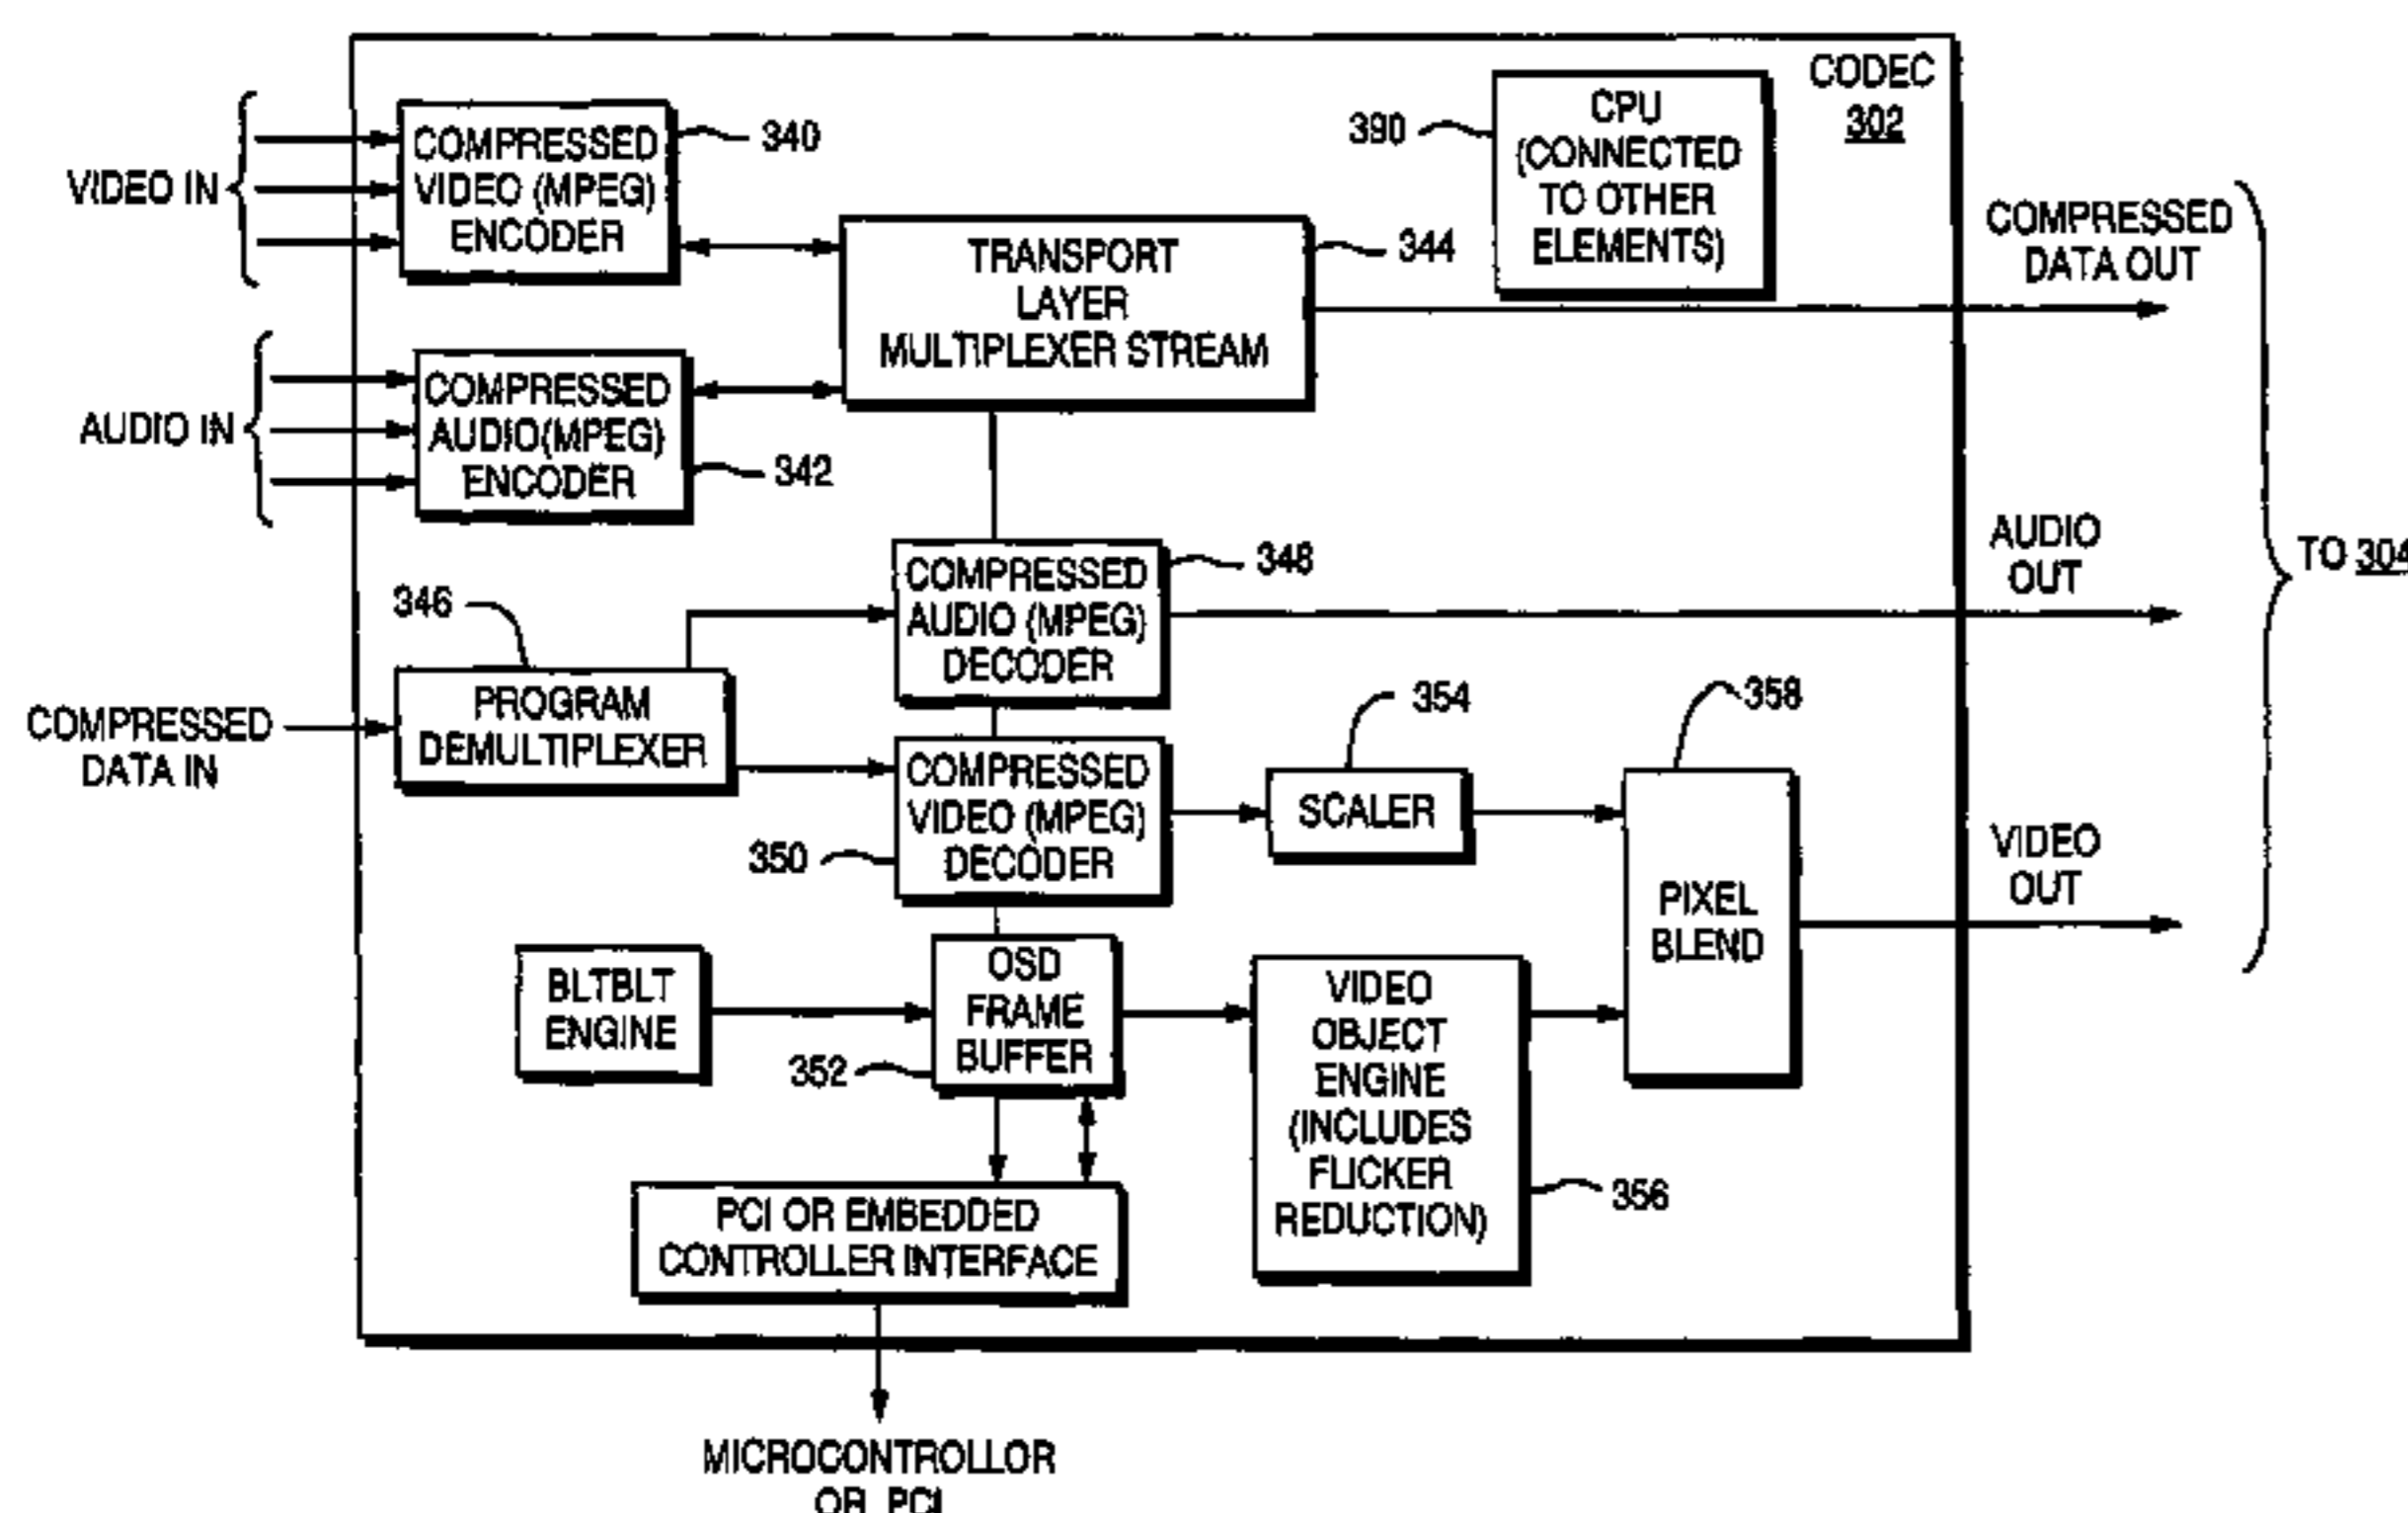 CODEC
302
CPU
(CONNECTED
TO OTHER
ELEMENTS)
390
VIDEO IN
COMPRESSED
VIDEO (MPEG)
ENCODER
340
TRANSPORT
LAYER
MULTIPLEXER STREAM
344
COMPRESSED
DATA OUT
AUDIO IN
COMPRESSED
AUDIO(MPEG)
ENCODER
342
COMPRESSED
AUDIO (MPEG)
DECODER
348
AUDIO
OUT
TO 304
346
PROGRAM
DEMULTIPLEXER
COMPRESSED
DATA IN
COMPRESSED
VIDEO (MPEG)
DECODER
350
354
SCALER
358
PIXEL
BLEND
VIDEO
OUT
BLTBLT
ENGINE
OSD
FRAME
BUFFER
352
VIDEO
OBJECT
ENGINE
(INCLUDES
FLICKER
REDUCTION)
356
PCI OR EMBEDDED
CONTROLLER INTERFACE
MICROCONTROLLOR
OR PCI